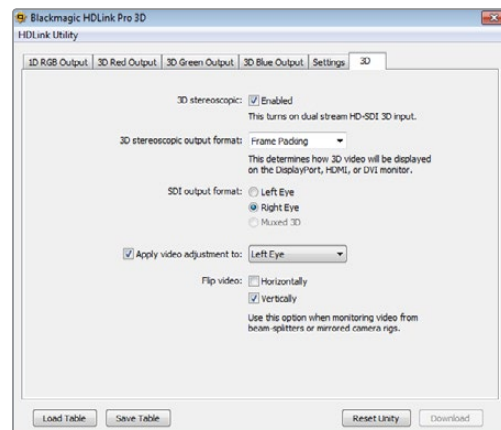 Blackmagic HDLink Pro 3D
HDLink Utility
1D RGB Output 3D Red Output 3D Green Output 3D Blue Output Settings 3D
3D stereoscopic: Enabled
This turns on dual stream HD-SDI 3D input.
3D stereoscopic output format: Frame Packing
This determines how 3D video will be displayed
on the DisplayPort, HDMI, or DVI monitor.
SDI output format: Left Eye
Right Eye
Muxed 3D
Apply video adjustment to: Left Eye
Flip video: Horizontally
Vertically
Use this option when monitoring video from
beam-splitters or mirrored camera rigs.
Load Table Save Table Reset Unity Download